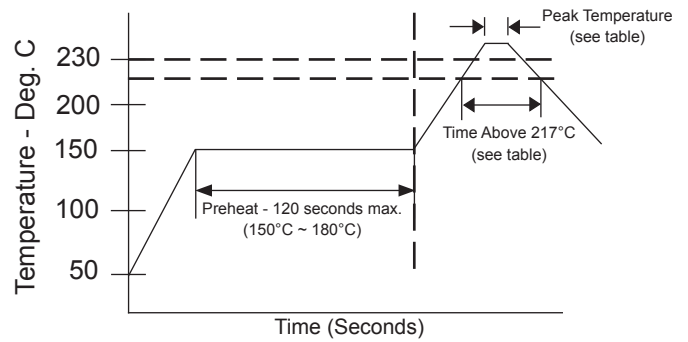 Peak Temperature
(see table)
Temperature - Deg. C
230
200
150
100
50
Time Above 217°C
(see table)
Preheat - 120 seconds max.
(150°C ~ 180°C)
Time (Seconds)